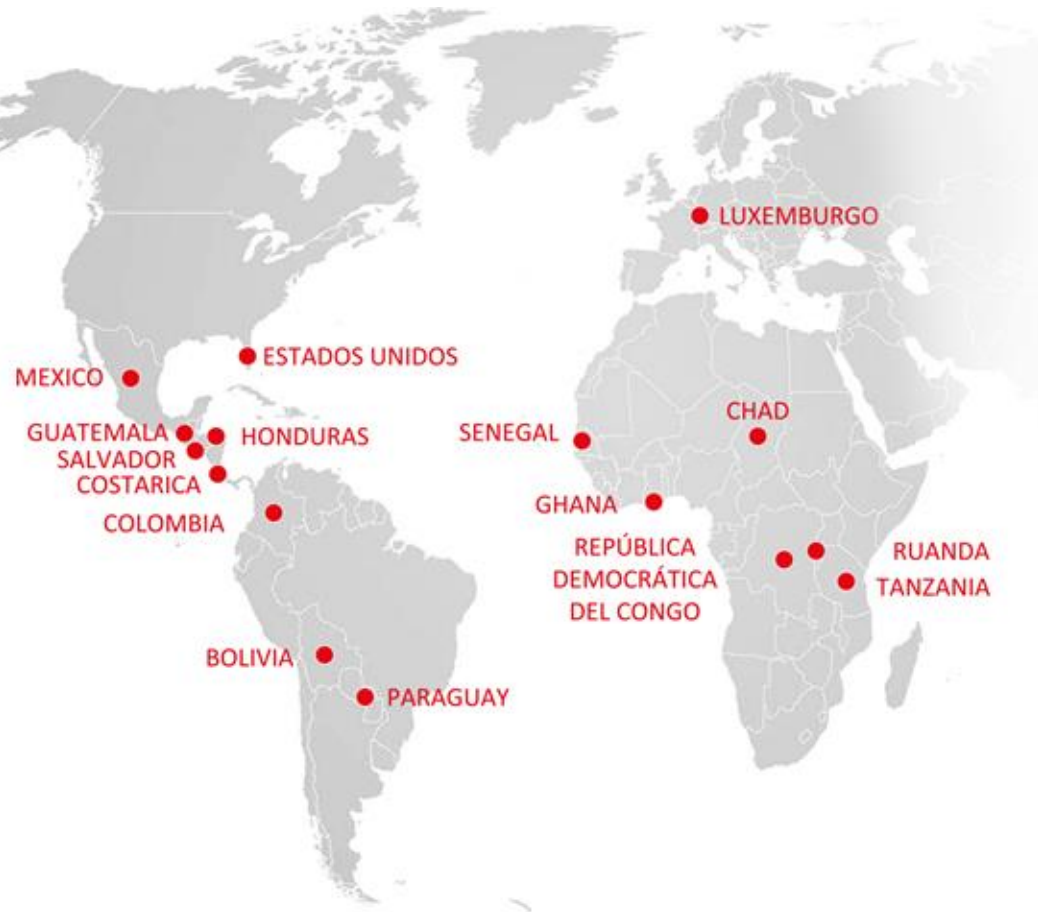 LUXEMBURGO
ESTADOS UNIDOS
MEXICO
CHAD
GUATEMALA
HONDURAS
SENEGAL
SALVADOR
COSTARICA
GHANA
COLOMBIA
REPÚBLICA
DEMOCRÁTICA
DEL CONGO
RUANDA
TANZANIA
BOLIVIA
PARAGUAY